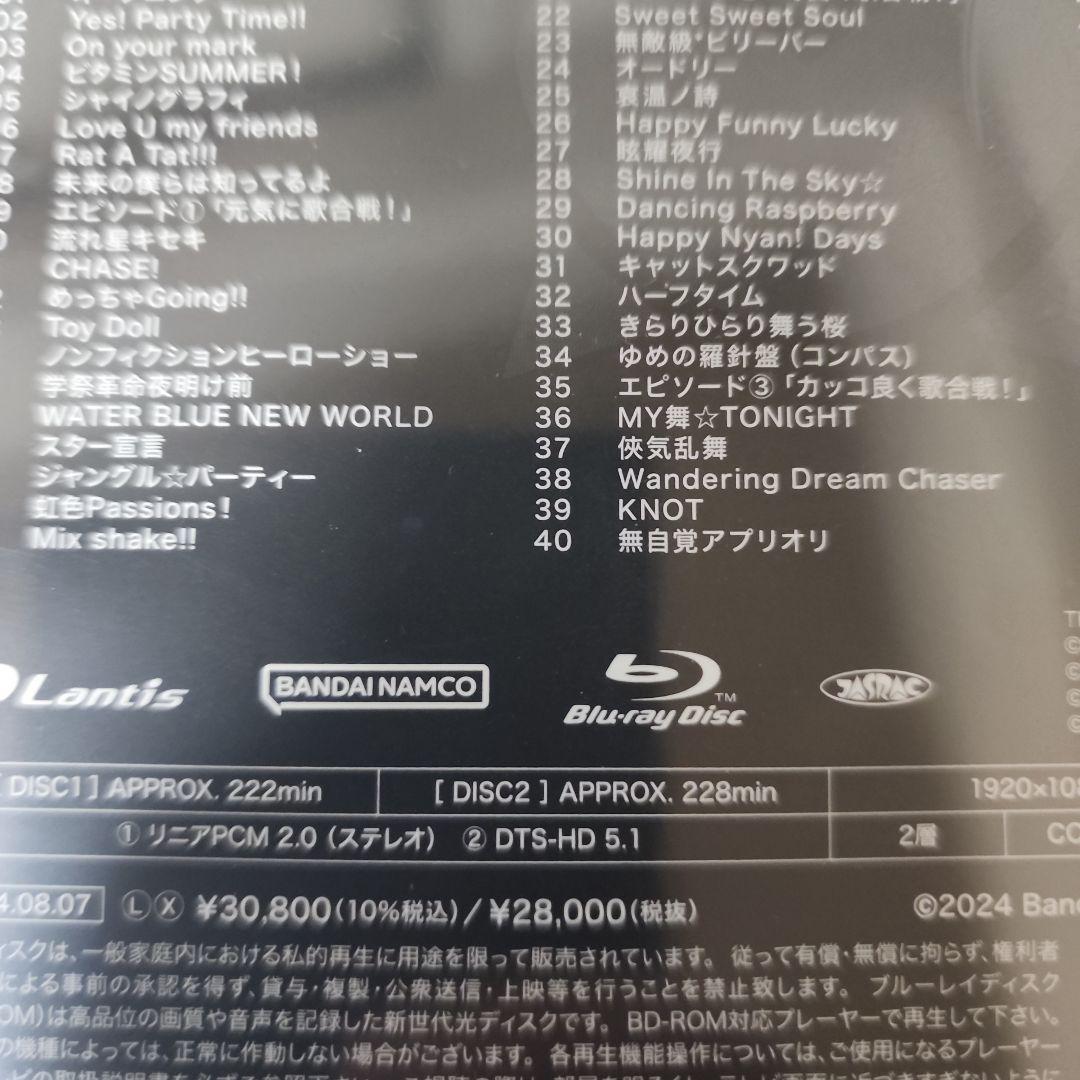 02 Yes! Party Time!!
03 On your mark
04 ビタミンSUMMER!
05 シャイノグラフィ
06 Love U my friends
7 Rat A Tat!!!
8 未来の僕らは知ってるよ
9 エピソード①「元気に歌合戦!」
0 流れ星キセキ
CHASE!
めっちゃGoing!!
Toy Doll
ノンフィクションヒーローショー
学祭革命夜明け前
WATER BLUE NEW WORLD
スター宣言
ジャングル☆パーティー
虹色Passions!
Mix shake!!
22 Sweet Sweet Soul
23 無敵級*ビリーバー
24 オードリー
25 哀温ノ詩
26 Happy Funny Lucky
27 眩耀夜行
28 Shine In The Sky☆
29 Dancing Raspberry
30 Happy Nyan! Days
31 キャットスクワッド
32 ハーフタイム
33 きらりひらり舞う桜
34 ゆめの羅針盤(コンパス)
35 エピソード③「カッコ良く歌合戦!」
36 MY舞☆TONIGHT
37 侠気乱舞
38 Wandering Dream Chaser
39 KNOT
40 無自覚アプリオリ
Lantis BANDAI NAMCO Blu-ray Disc TM JASRAC
[ DISC1 ] APPROX. 222min [ DISC2 ] APPROX. 228min 1920×108
① リニアPCM 2.0 (ステレオ) ② DTS-HD 5.1 2層
4.08.07 L X ¥30,800(10%税込)/¥28,000(税抜) ©2024 Ban
ィスクは、一般家庭内における私的再生に用途を限って販売されています。従って有償・無償に拘らず、権利者
による事前の承認を得ず、貸与・複製・公衆送信・上映等を行うことを禁止致します。ブルーレイディスク
OM)は高品位の画質や音声を記録した新世代光ディスクです。BD-ROM対応プレーヤーで再生して下さい。
の機種によっては、正常に作動しない場合がございます。各再生機能操作については、ご使用になるプレーヤー